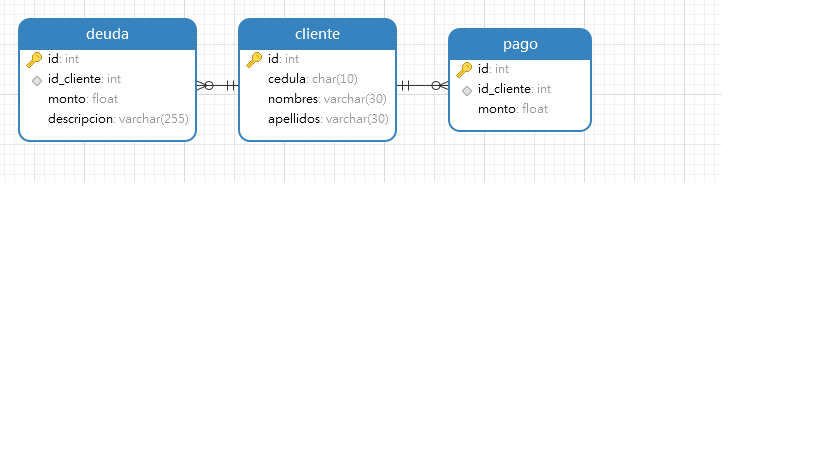 deuda
id: int
id_cliente: int
monto: float
descripcion: varchar(255)
cliente
id: int
cedula: char(10)
nombres: varchar(30)
apellidos: varchar(30)
pago
id: int
id_cliente: int
monto: float